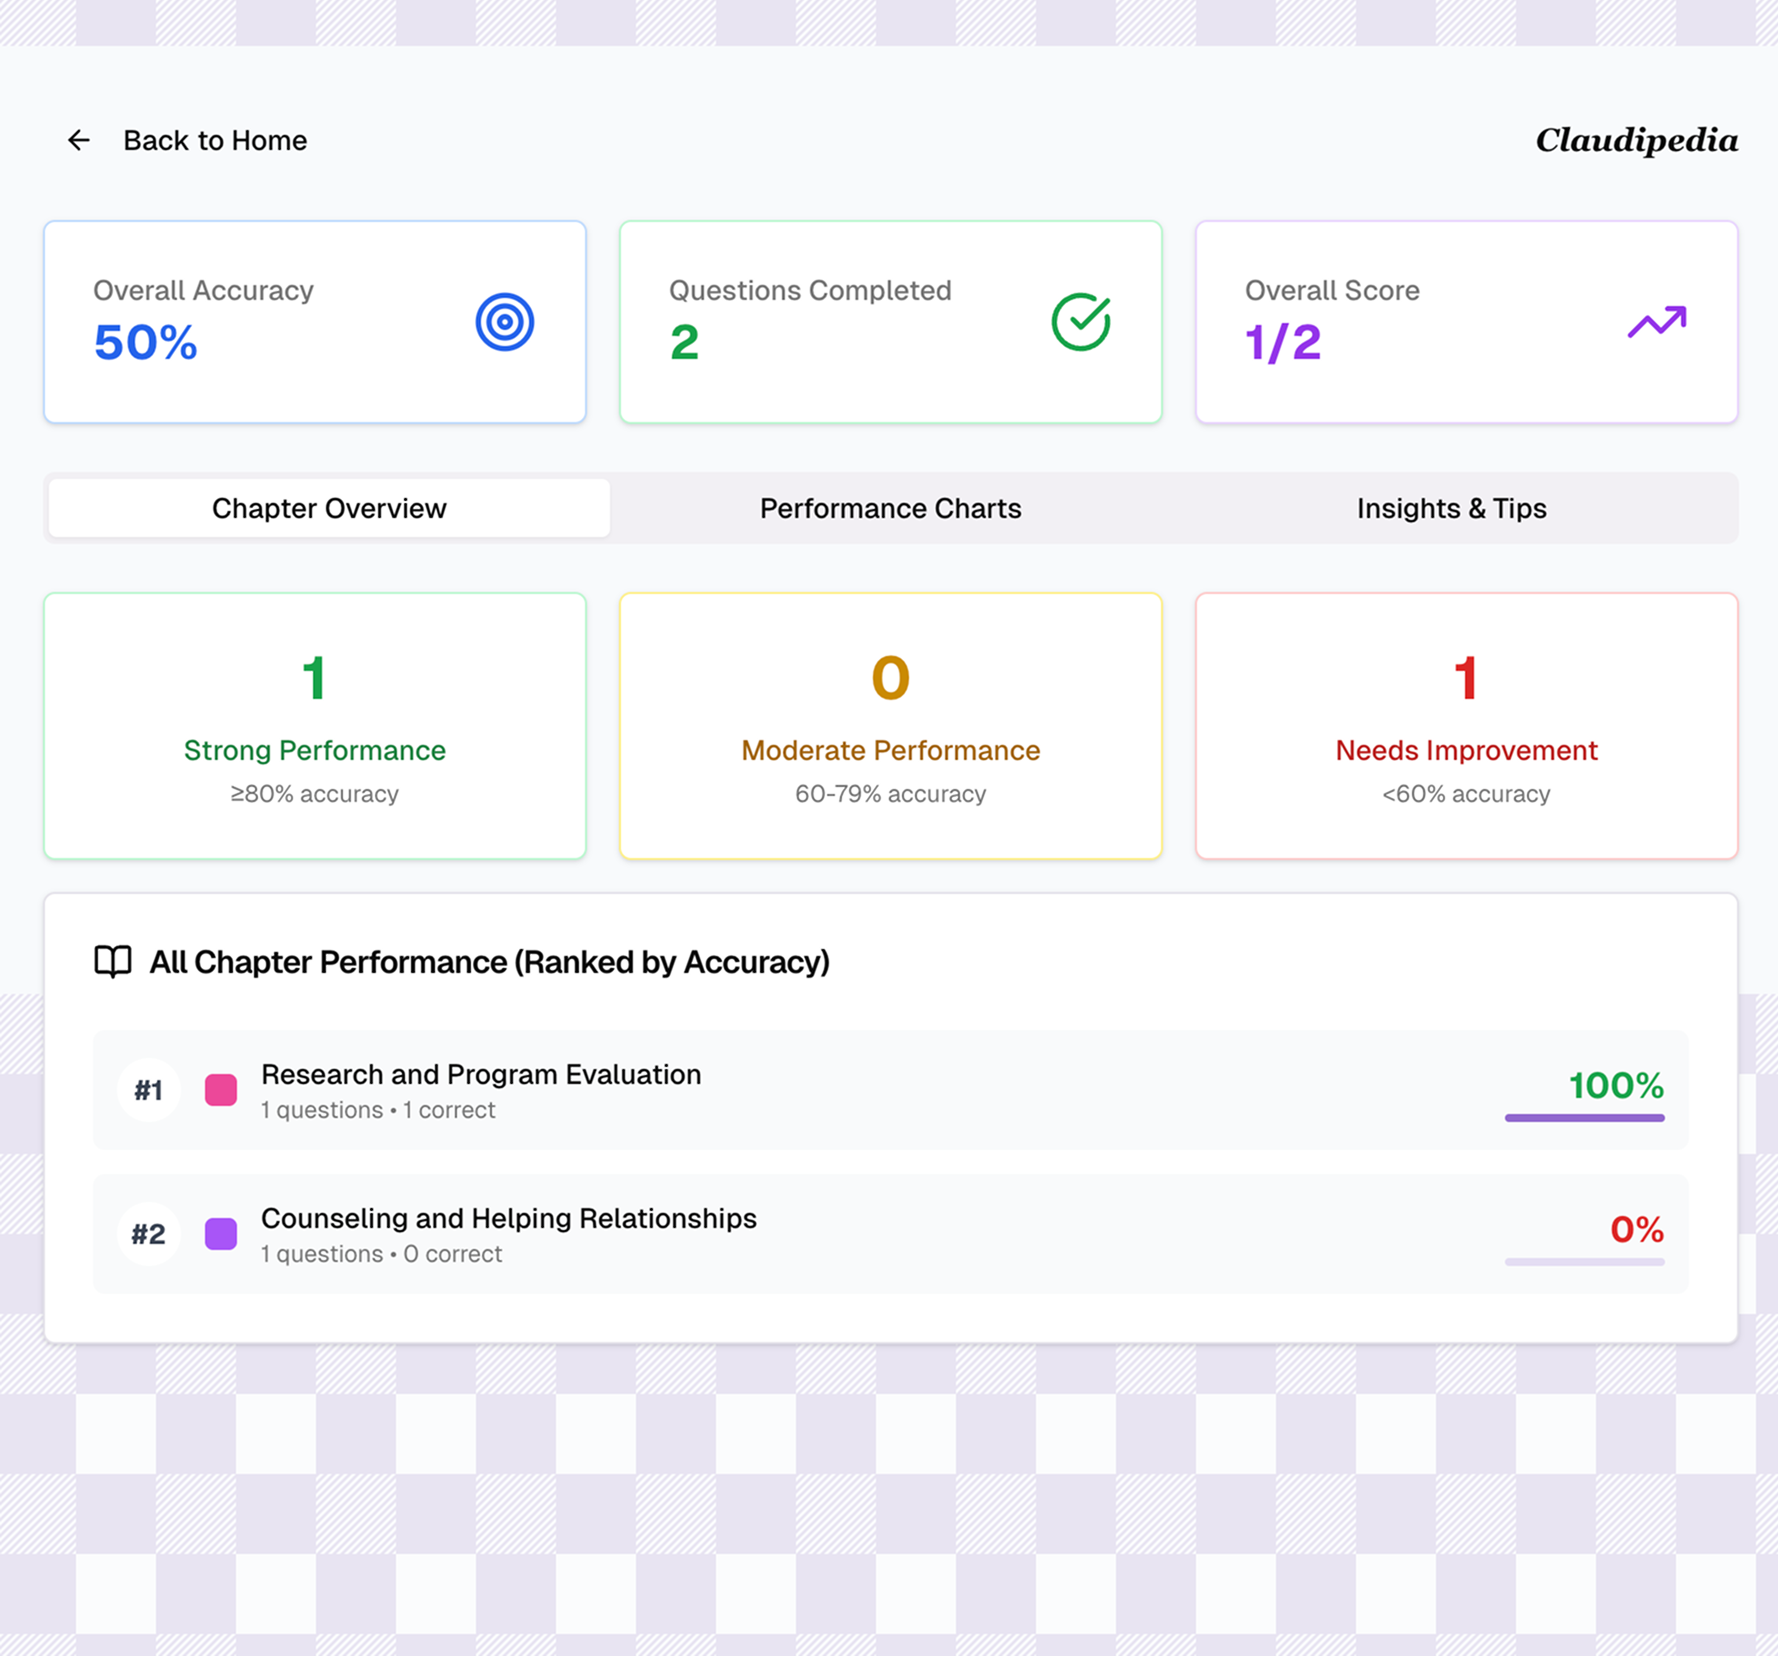 Back to Home
Claudipedia
Overall Accuracy
50%
Questions Completed
2
Overall Score
1/2
Chapter Overview
Performance Charts
Insights & Tips
1
Strong Performance
≥80% accuracy
0
Moderate Performance
60-79% accuracy
1
Needs Improvement
<60% accuracy
All Chapter Performance (Ranked by Accuracy)
#1
Research and Program Evaluation
1 questions • 1 correct
100%
#2
Counseling and Helping Relationships
1 questions • 0 correct
0%